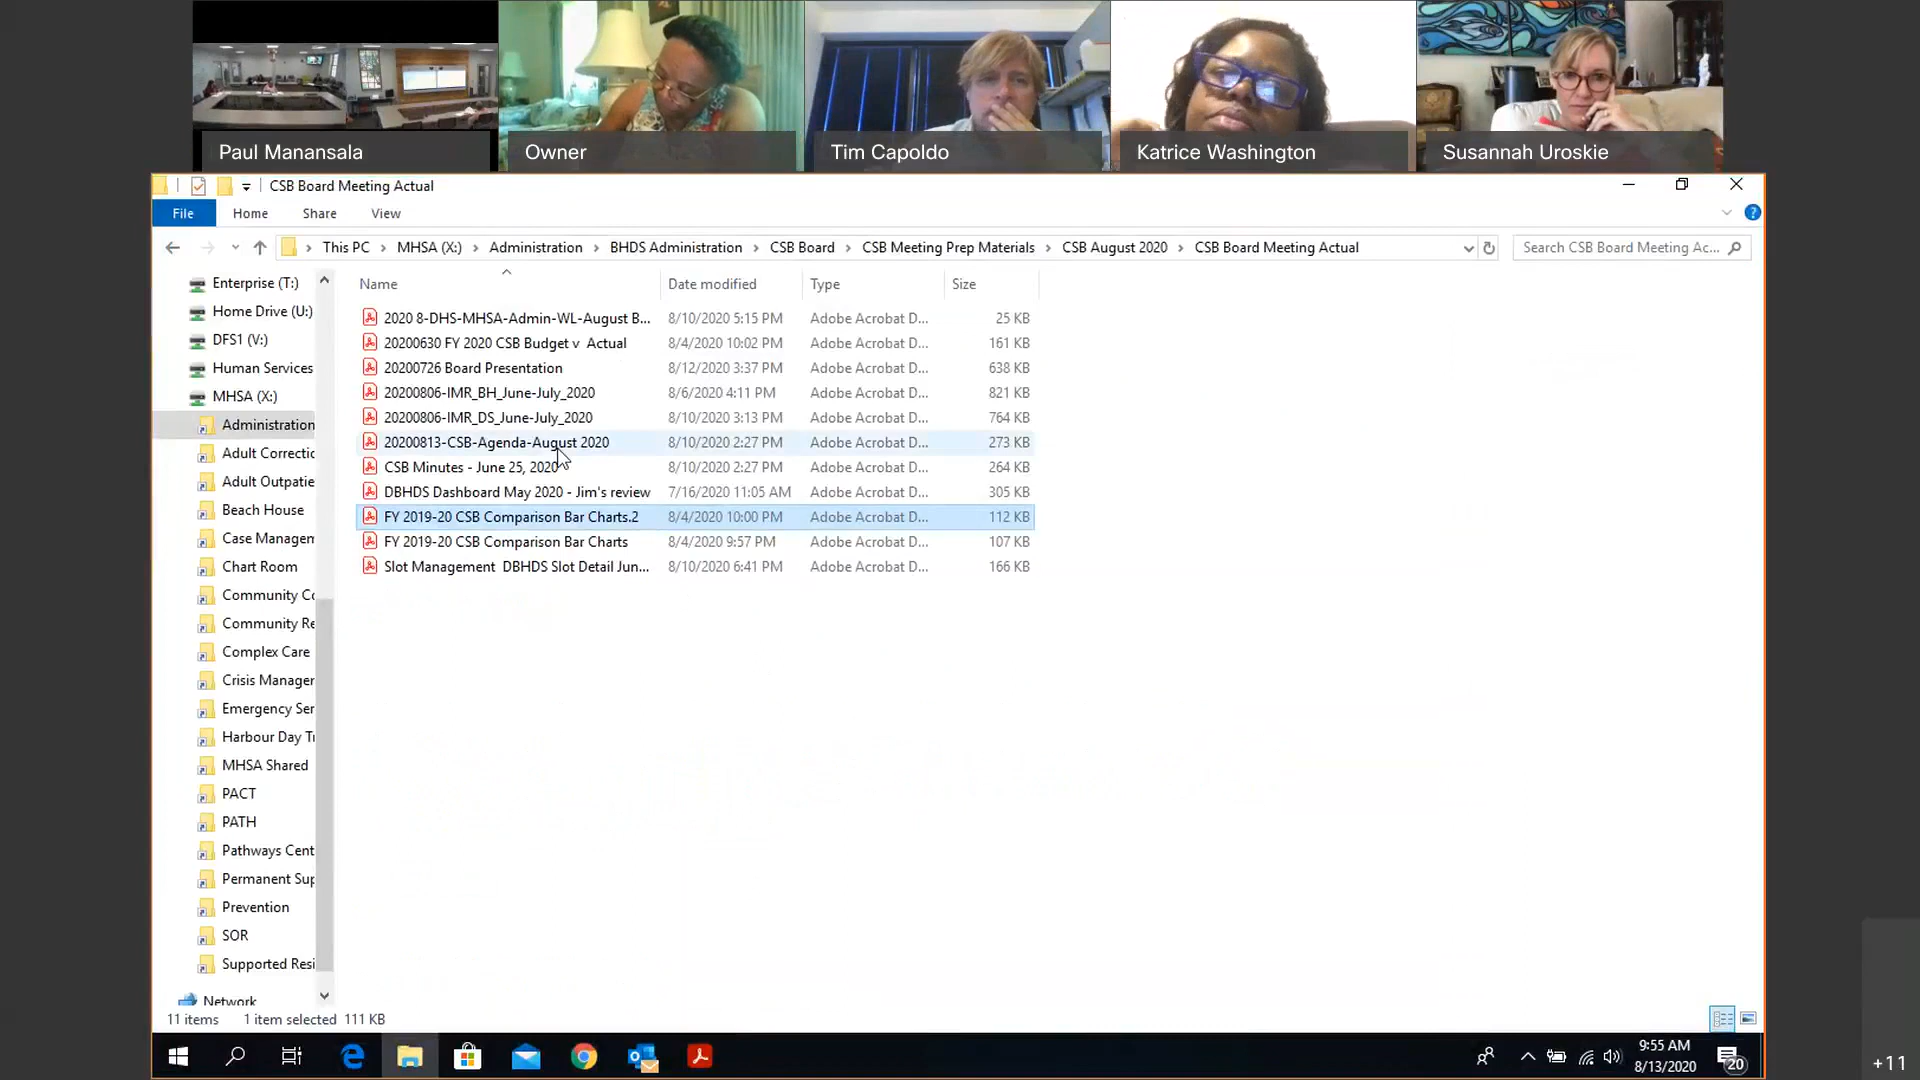 Paul Manansala
Owner
Tim Capoldo
Katrice Washington
Susannah Uroskie
CSB Board Meeting Actual
File Home Share View
This PC MHSA (X:) Administration BHDS Administration CSB Board CSB Meeting Prep Materials CSB August 2020 CSB Board Meeting Actual
Search CSB Board Meeting Ac...
Enterprise (T:)
Home Drive (U:)
DFS1 (V:)
Human Services
MHSA (X:)
Administration
Adult Correctic
Adult Outpatie
Beach House
Case Managem
Chart Room
Community Co
Community Re
Complex Care
Crisis Manager
Emergency Ser
Harbour Day Tr
MHSA Shared
PACT
PATH
Pathways Cent
Permanent Sup
Prevention
SOR
Supported Resi
Network
Name Date modified Type Size
2020 8-DHS-MHSA-Admin-WL-August B... 8/10/2020 5:15 PM Adobe Acrobat D... 25 KB
20200630 FY 2020 CSB Budget v  Actual 8/4/2020 10:02 PM Adobe Acrobat D... 161 KB
20200726 Board Presentation 8/12/2020 3:37 PM Adobe Acrobat D... 638 KB
20200806-IMR_BH_June-July_2020 8/6/2020 4:11 PM Adobe Acrobat D... 821 KB
20200806-IMR_DS_June-July_2020 8/10/2020 3:13 PM Adobe Acrobat D... 764 KB
20200813-CSB-Agenda-August 2020 8/10/2020 2:27 PM Adobe Acrobat D... 273 KB
CSB Minutes - June 25, 2020 8/10/2020 2:27 PM Adobe Acrobat D... 264 KB
DBHDS Dashboard May 2020 - Jim's review 7/16/2020 11:05 AM Adobe Acrobat D... 305 KB
FY 2019-20 CSB Comparison Bar Charts.2 8/4/2020 10:00 PM Adobe Acrobat D... 112 KB
FY 2019-20 CSB Comparison Bar Charts 8/4/2020 9:57 PM Adobe Acrobat D... 107 KB
Slot Management  DBHDS Slot Detail Jun... 8/10/2020 6:41 PM Adobe Acrobat D... 166 KB
11 items 1 item selected 111 KB
9:55 AM
8/13/2020
20
+11